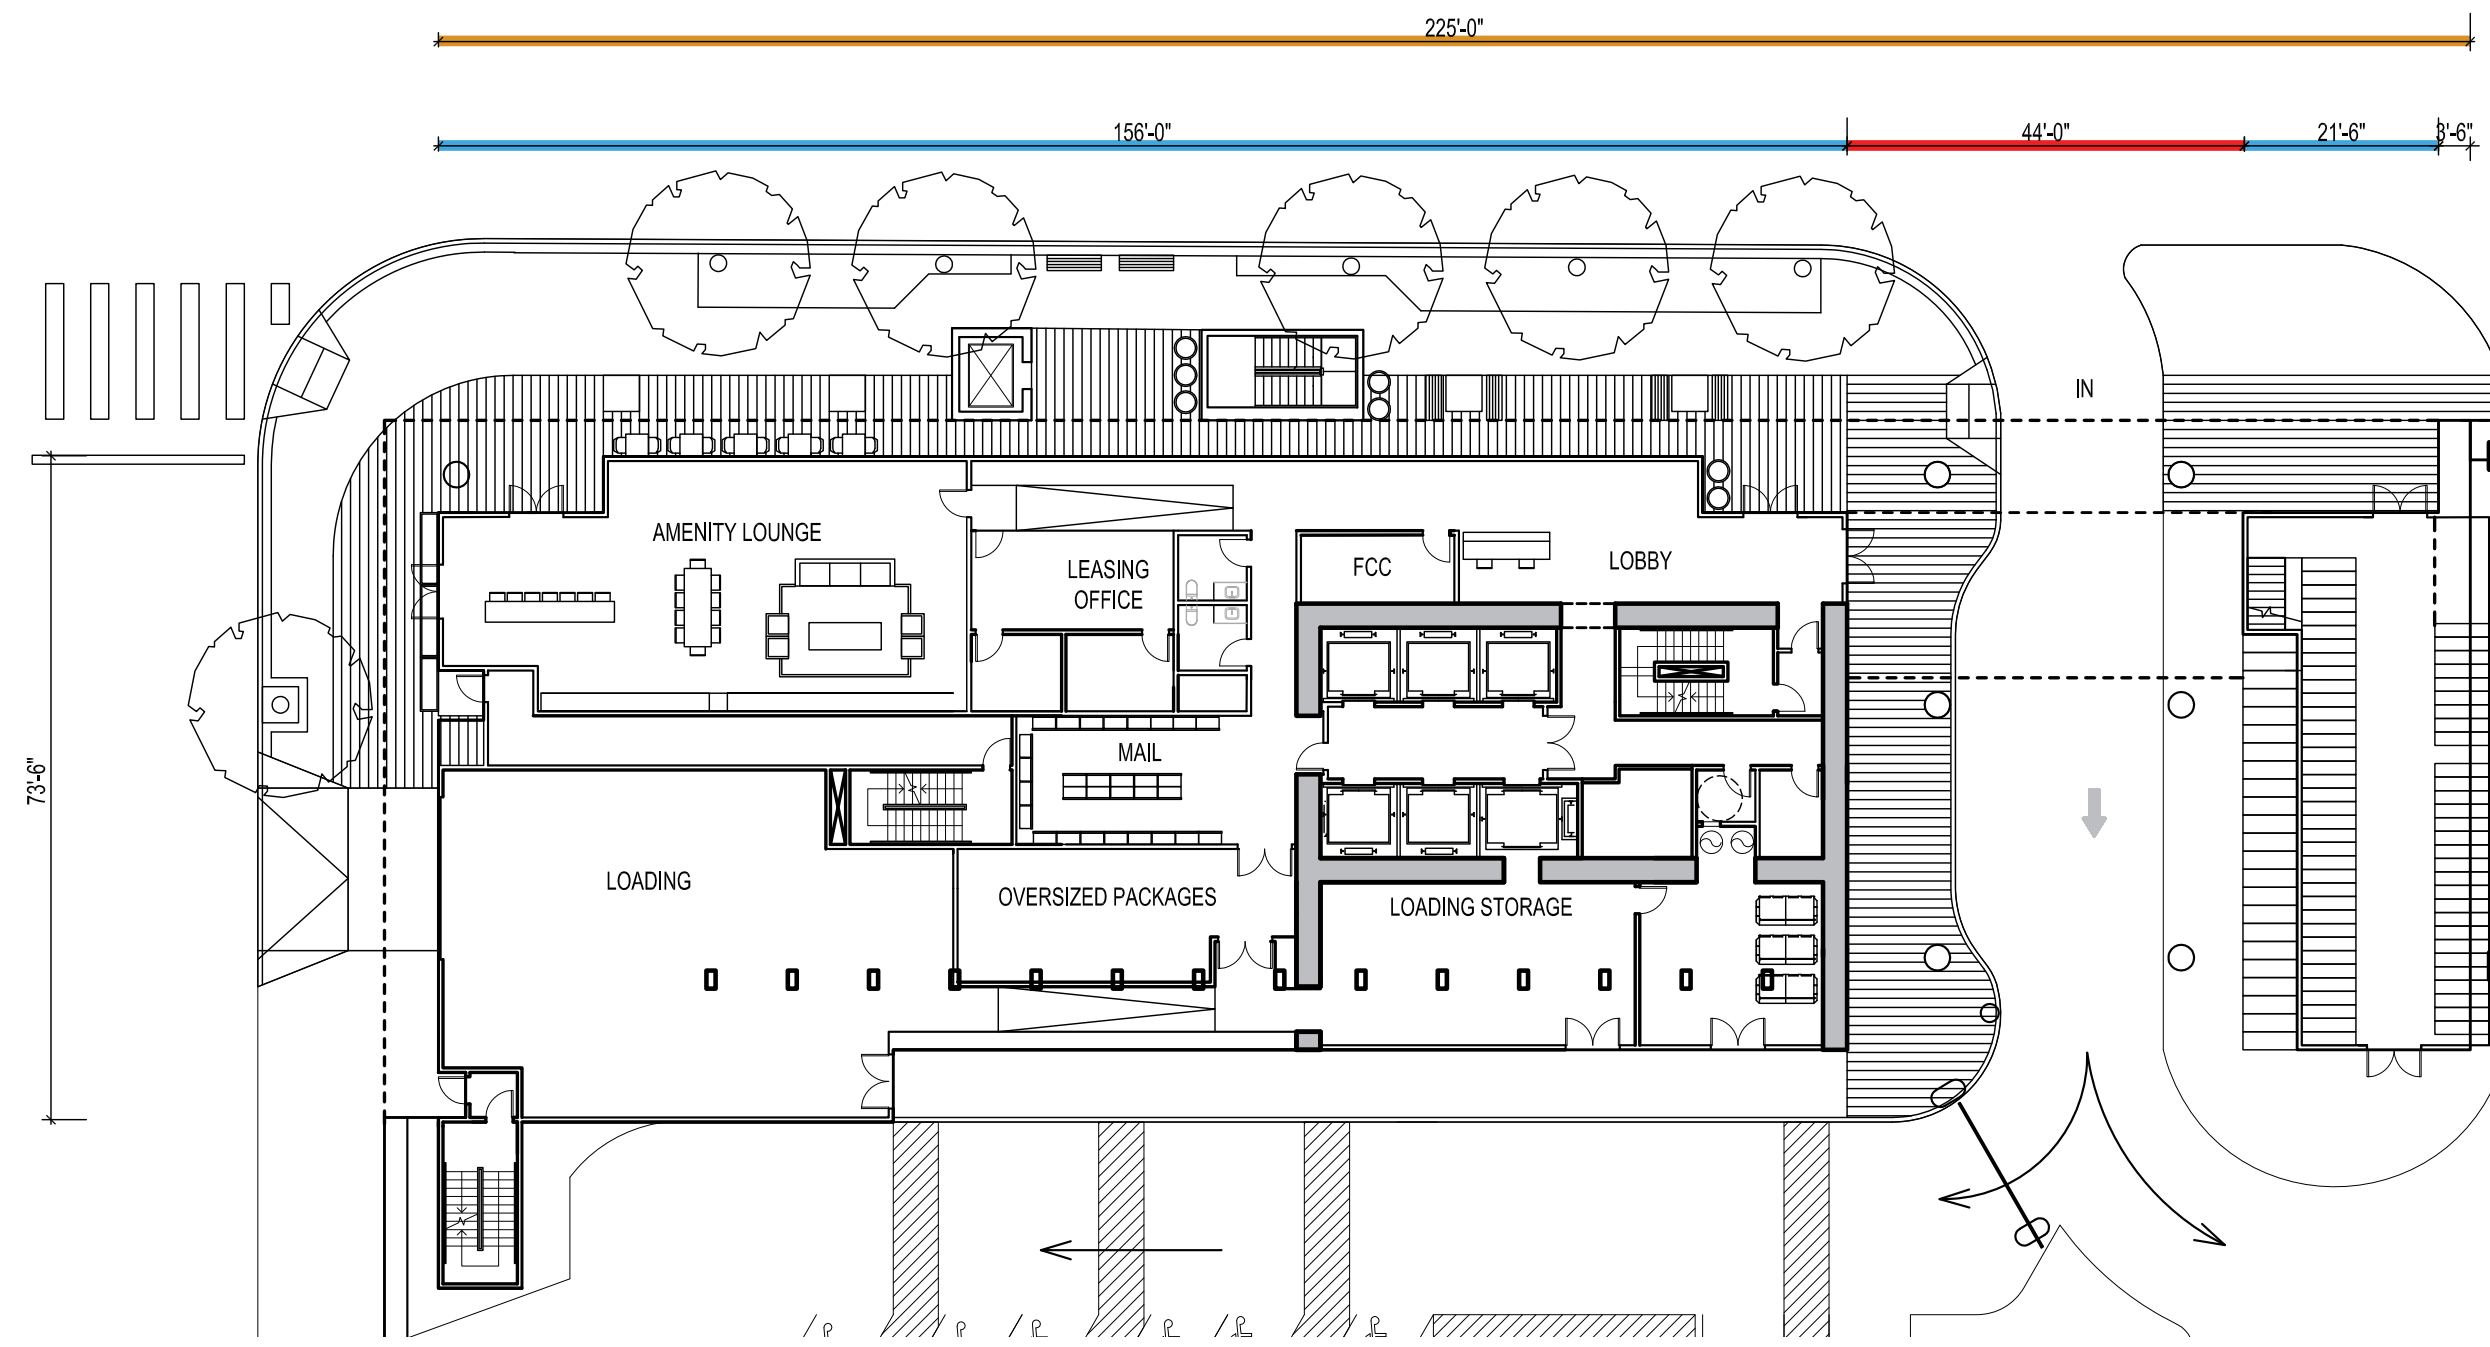 225'-0"
156'-0"
44'-0"
21'-6"
3'-6"
IN
AMENITY LOUNGE
LEASING
OFFICE
FCC
LOBBY
MAIL
73'-6"
LOADING
OVERSIZED PACKAGES
LOADING STORAGE